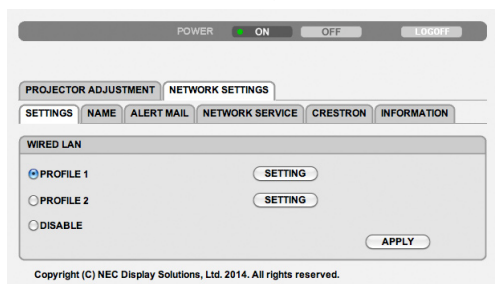 POWER ON OFF LOGOFF
PROJECTOR ADJUSTMENT NETWORK SETTINGS
SETTINGS NAME ALERT MAIL NETWORK SERVICE CRESTRON INFORMATION
WIRED LAN
PROFILE 1 SETTING
PROFILE 2 SETTING
DISABLE
APPLY
Copyright (C) NEC Display Solutions, Ltd. 2014. All rights reserved.